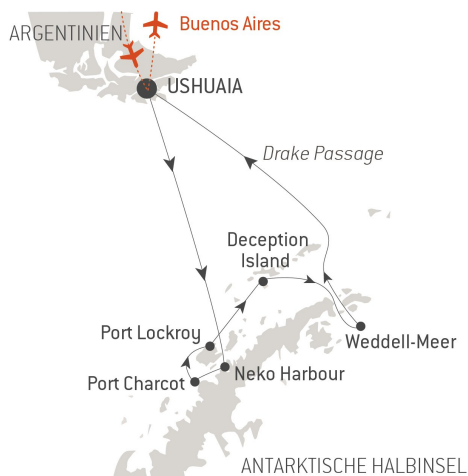 Buenos Aires
ARGENTINIEN
USHUAIA
Drake Passage
Deception
Island
Port Lockroy
Weddell-Meer
Neko Harbour
Port Charcot
ANTARKTISCHE HALBINSEL